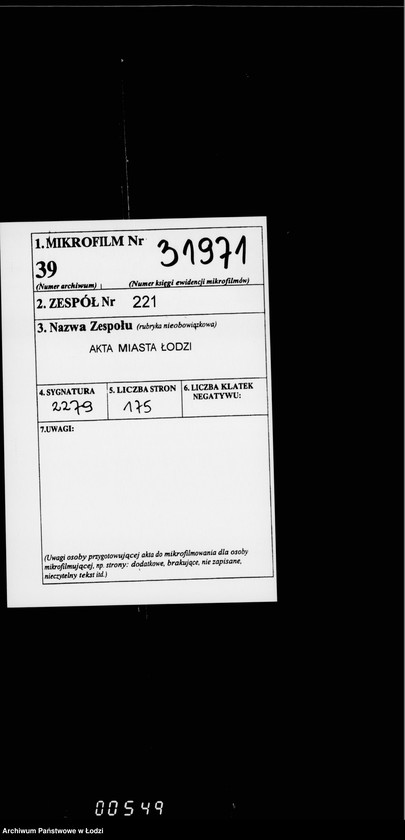 1. MIKROFILM Nr 31971
39
(Numer archiwum) (Numer księgi ewidencji mikrofilmów)
2. ZESPÓŁ Nr 221
3. Nazwa Zespołu (rubryka nieobowiązkowa)
AKTA MIASTA ŁODZI
4. SYGNATURA 5. LICZBA STRON 6. LICZBA KLATEK
NEGATYWU:
2279 175
7. UWAGI:
(Uwagi osoby przygotowującej akta do mikrofilmowania dla osoby
mikrofilmującej, np. strony: dodatkowe, brakujące, nie zapisane,
nieczytelny tekst itd.)
00549
Archiwum Państwowe w Łodzi